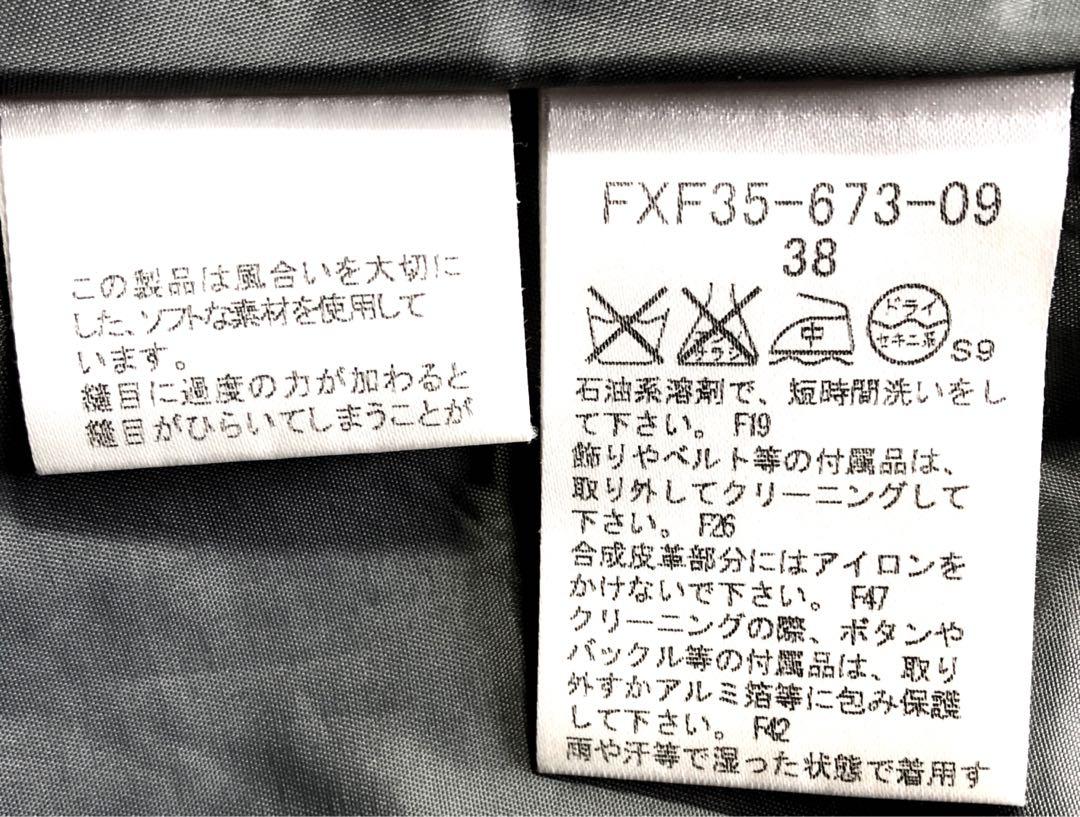 この製品は風合いを大切に
した、ソフトな素材を使用して
います。
縫目に過度の力が加わると
縫目がひらいてしまうことが
FXF35-673-09
38
中
ドライ
セキユ系
S9
石油系溶剤で、短時間洗いをし
て下さい。 F19
飾りやベルト等の付属品は、
取り外してクリーニングして
下さい。 F26
合成皮革部分にはアイロンを
かけないで下さい。 F47
クリーニングの際、ボタンや
バックル等の付属品は、取り
外すかアルミ箔等に包み保護
して下さい。 F42
雨や汗等で湿った状態で着用す